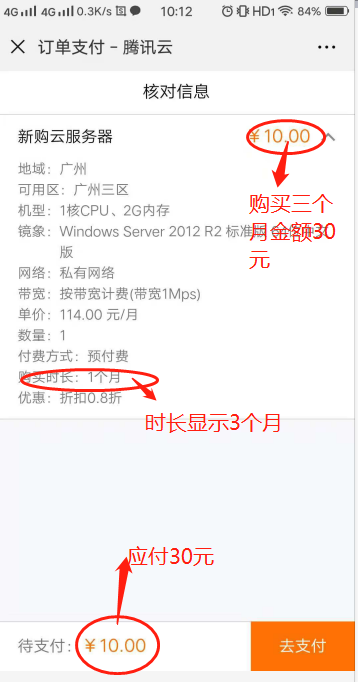 4G 4G 0.3K/s 10:12 HD1 84%
订单支付 - 腾讯云
核对信息
新购云服务器 ￥10.00
地域：广州
可用区：广州三区
机型：1核CPU、2G内存
镜象：Windows Server 2012 R2 标准版
版
网络：私有网络
带宽：按带宽计费(带宽1Mps)
单价：114.00 元/月
数量：1
付费方式：预付费
购买时长：1个月
优惠：折扣0.8折
购买三个
月金额30
元
时长显示3个月
应付30元
待支付：￥10.00 去支付